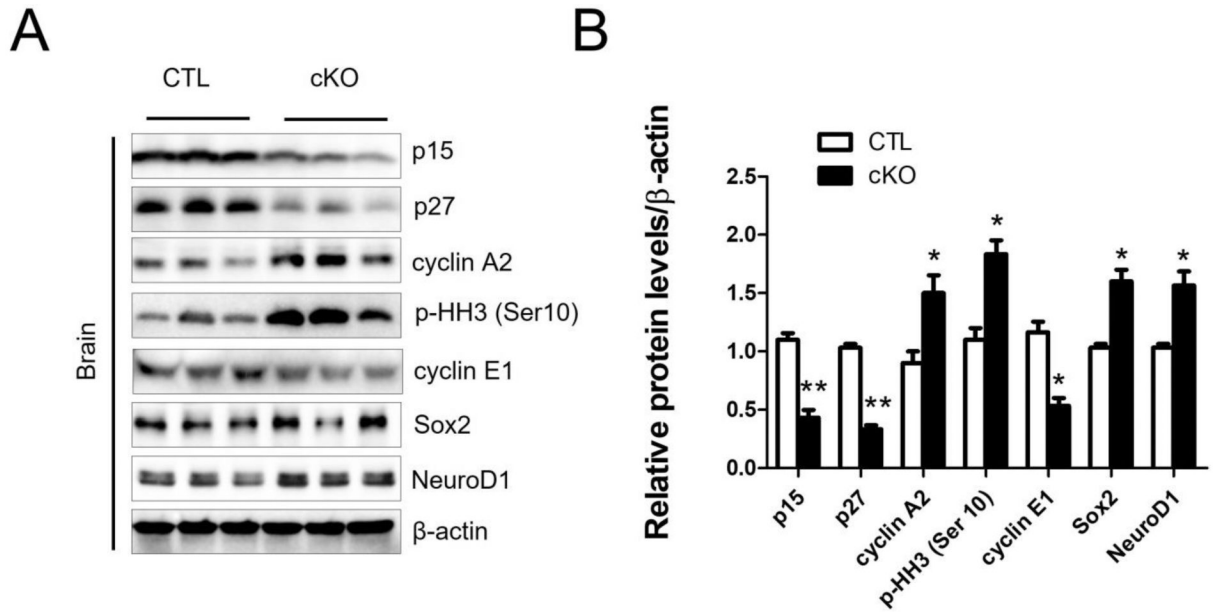 A
CTL cKO
Brain
p15
p27
cyclin A2
p-HH3 (Ser10)
cyclin E1
Sox2
NeuroD1
β-actin
B
Relative protein levels/β-actin
CTL
cKO
2.5
2.0
1.5
1.0
0.5
0.0
** ** * * * * *
p15
p27
cyclin A2
p-HH3 (Ser 10)
cyclin E1
Sox2
NeuroD1